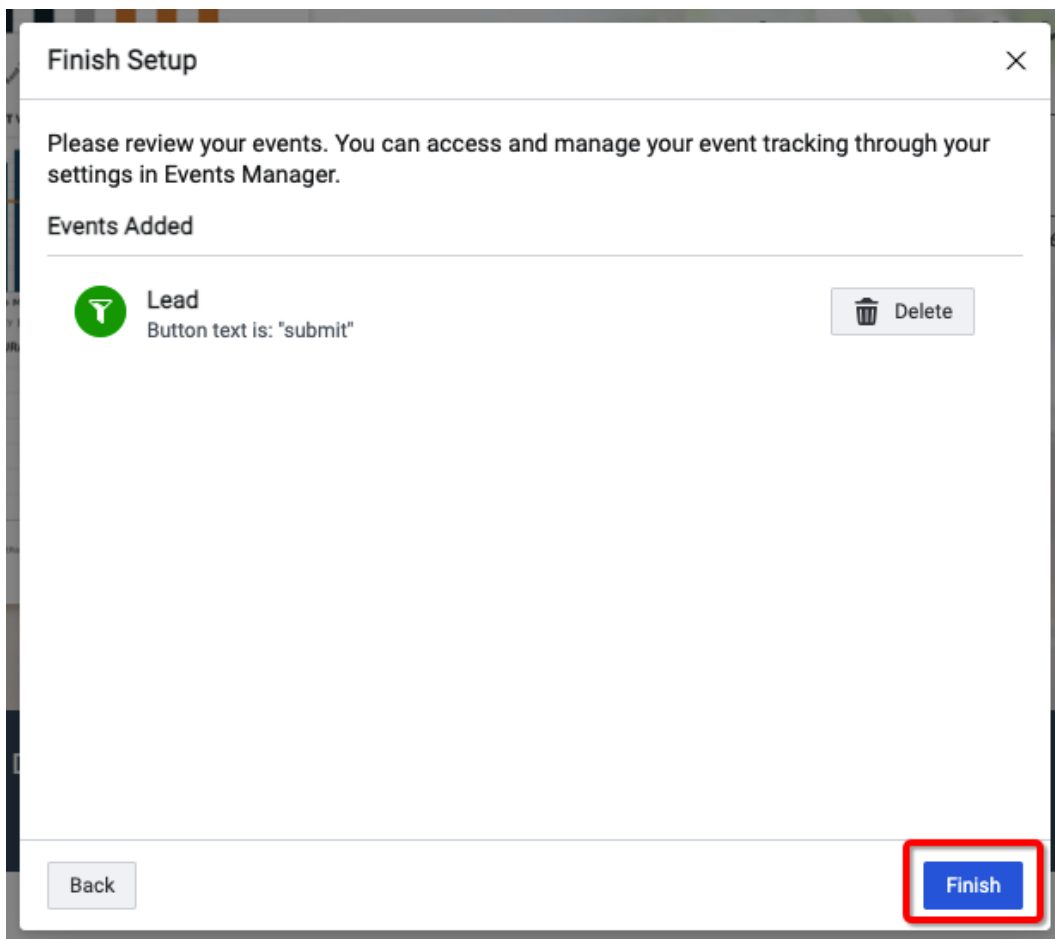 Finish Setup
Please review your events. You can access and manage your event tracking through your
settings in Events Manager.
Events Added
Lead
Button text is: "submit"
Delete
Back
Finish